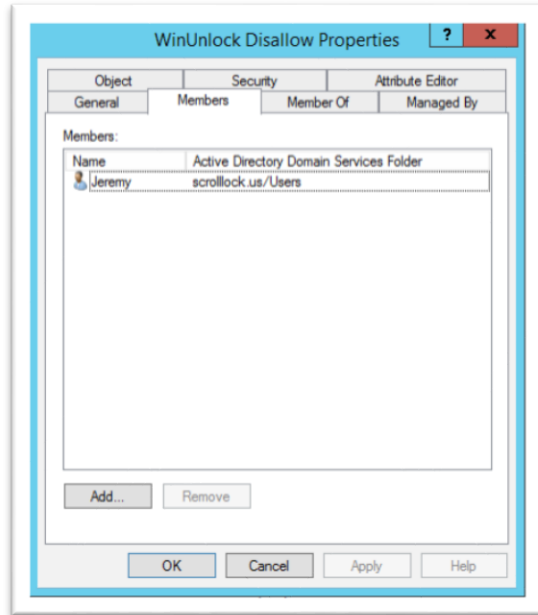 WinUnlock Disallow Properties ? x
Object Security Attribute Editor
General Members Member Of Managed By
Members:
Name Active Directory Domain Services Folder
Jeremy scrolllock.us/Users
Add... Remove
OK Cancel Apply Help